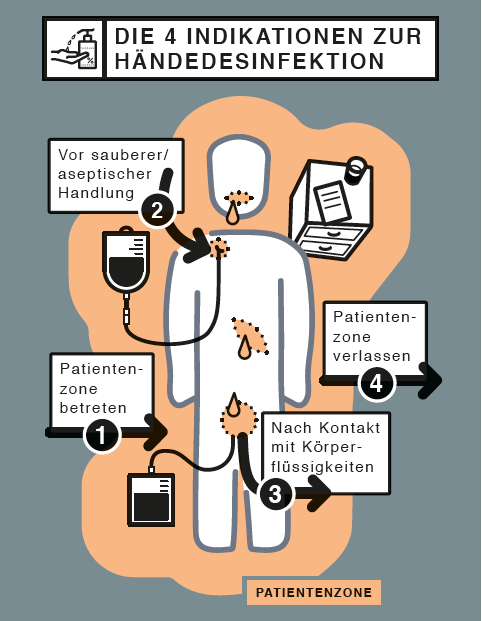 DIE 4 INDIKATIONEN ZUR
HÄNDEDESINFEKTION
Vor sauberer/
aseptischer
Handlung
2
Patienten-
zone
betreten
1
Patienten-
zone
verlassen
4
Nach Kontakt
mit Körper-
flüssigkeiten
3
PATIENTENZONE